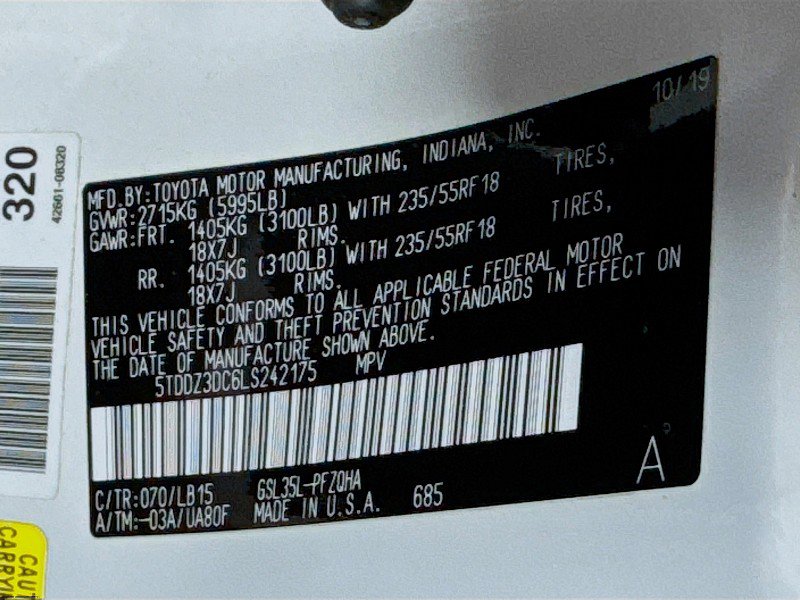 10/19
MFD.BY:TOYOTA MOTOR MANUFACTURING, INDIANA, INC.
GVWR:2715KG (5995LB)
GAWR:FRT. 1405KG (3100LB) WITH 235/55RF18 TIRES,
18X7J RIMS.
RR. 1405KG (3100LB) WITH 235/55RF18 TIRES,
18X7J RIMS.
THIS VEHICLE CONFORMS TO ALL APPLICABLE FEDERAL MOTOR
VEHICLE SAFETY AND THEFT PREVENTION STANDARDS IN EFFECT ON
THE DATE OF MANUFACTURE SHOWN ABOVE.
5TDDZ3DC6LS242175 MPV
C/TR:070/LB15 GSL35L-PFZQHA
A/TM:-03A/UA80F MADE IN U.S.A. 685
A
320
42661-08320